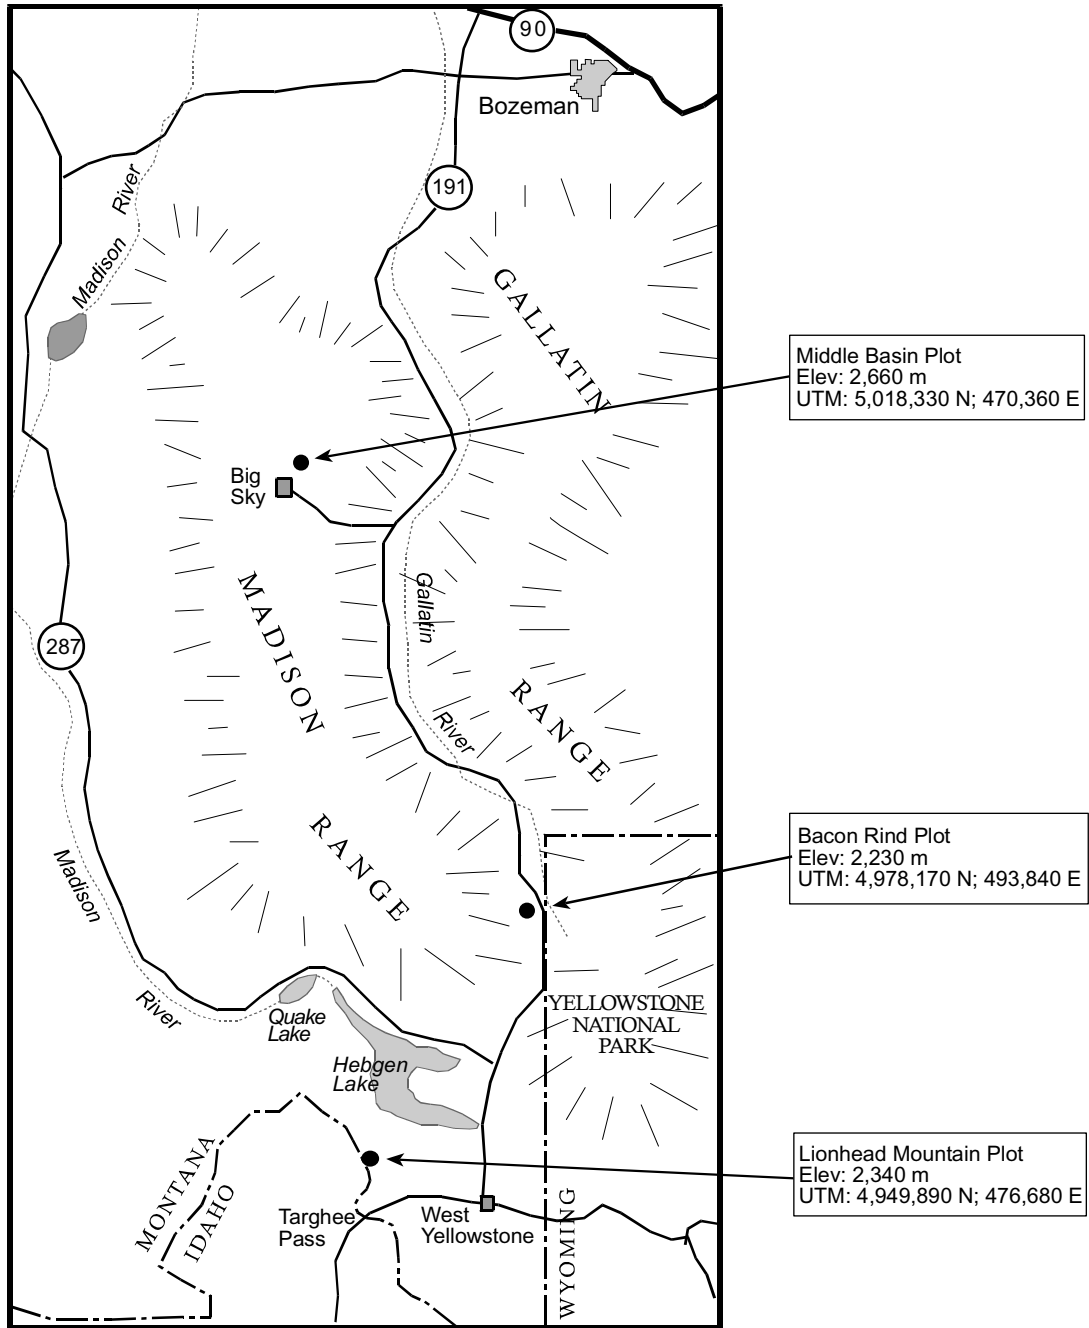 90
Bozeman
191
River
Madison
GALLATIN
Middle Basin Plot
Elev: 2,660 m
UTM: 5,018,330 N; 470,360 E
Big
Sky
MADISON
Gallatin
287
RANGE
River
RANGE
Bacon Rind Plot
Elev: 2,230 m
UTM: 4,978,170 N; 493,840 E
Madison
River
Quake
Lake
YELLOWSTONE
NATIONAL
PARK
Hebgen
Lake
MONTANA
IDAHO
Lionhead Mountain Plot
Elev: 2,340 m
UTM: 4,949,890 N; 476,680 E
Targhee
Pass
West
Yellowstone
WYOMING